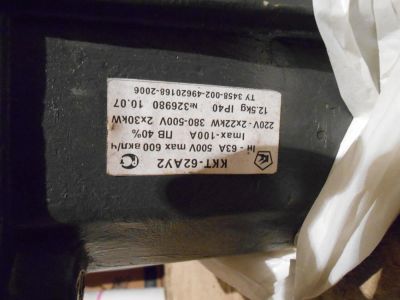 ККТ-62АУ2
Iн - 63А 500V max 600 вкл/ч
Imax-100A ПВ 40%
220V - 2x22kW 380-500V 2x30kW
12.5kg IP40 №326980 10.07
ТУ 3458-002-49620168-2006